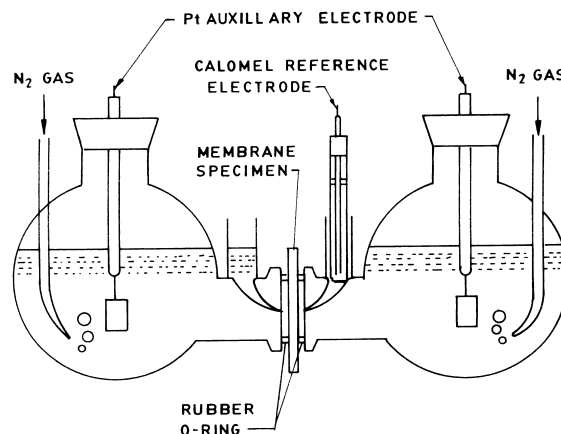 Pt AUXILLARY ELECTRODE
N2 GAS
CALOMEL REFERENCE
ELECTRODE
N2 GAS
MEMBRANE
SPECIMEN
RUBBER
O-RING